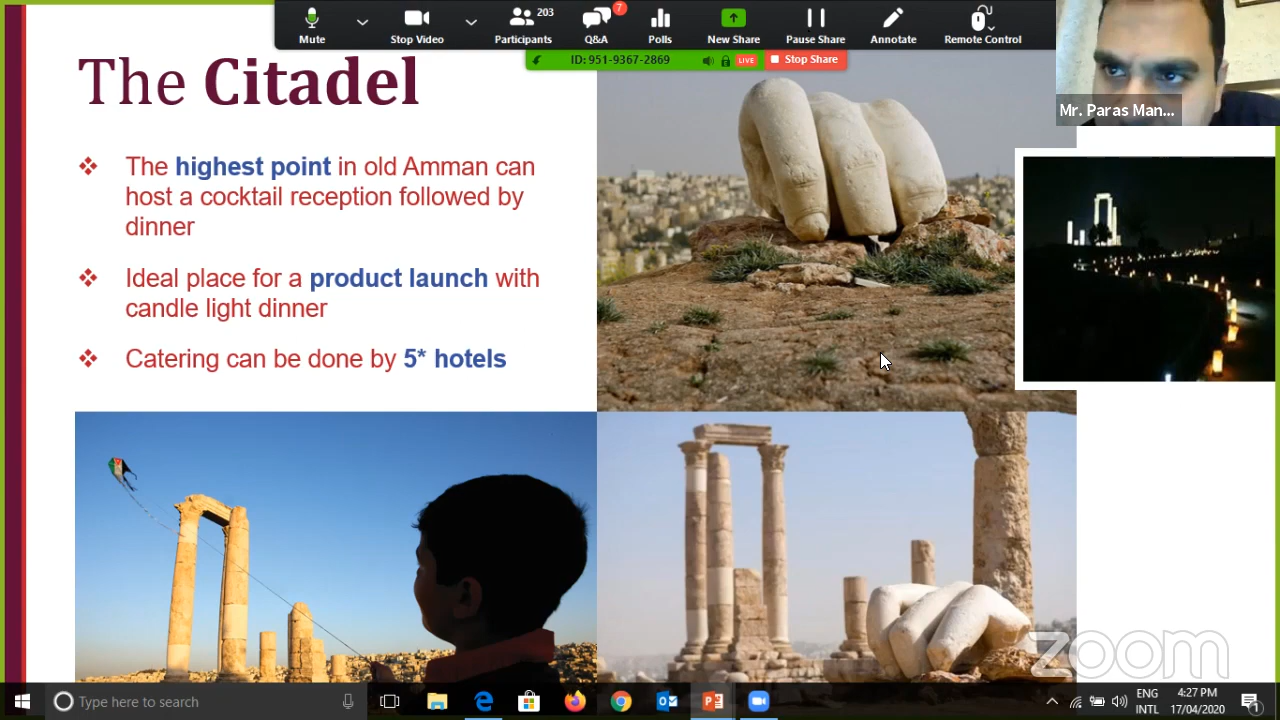 203
7
Mute
Stop Video
Participants
Q&A
Polls
New Share
Pause Share
Annotate
Remote Control
ID: 951-9367-2869
LIVE
Stop Share
Mr. Paras Man...
The Citadel
❖ The highest point in old Amman can
host a cocktail reception followed by
dinner
❖ Ideal place for a product launch with
candle light dinner
❖ Catering can be done by 5* hotels
zoom
Type here to search
ENG
INTL
4:27 PM
17/04/2020
1